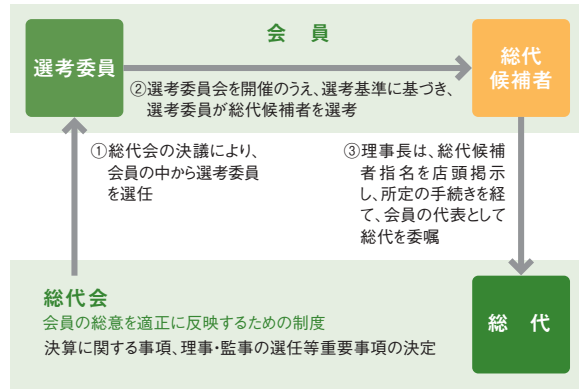 会員
選考委員
総代
候補者
②選考委員会を開催のうえ、選考基準に基づき、
選考委員が総代候補者を選考
①総代会の決議により、
会員の中から選考委員
を選任
③理事長は、総代候補
者指名を店頭掲示
し、所定の手続きを経
て、会員の代表として
総代を委嘱
総代会
会員の総意を適正に反映するための制度
決算に関する事項、理事・監事の選任等重要事項の決定
総代